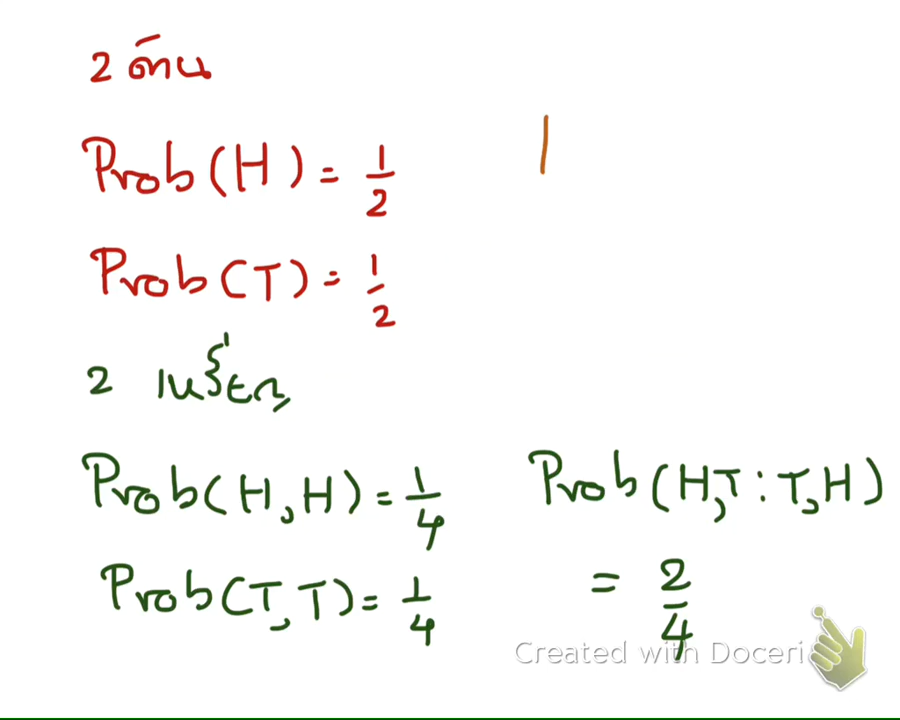 2 ด้าน
Prob(H) = 1/2
Prob(T) = 1/2
2 เหรียญ
Prob(H,H) = 1/4
Prob(H,T : T,H)
Prob(T,T) = 1/4
= 2/4
Created with Doceri